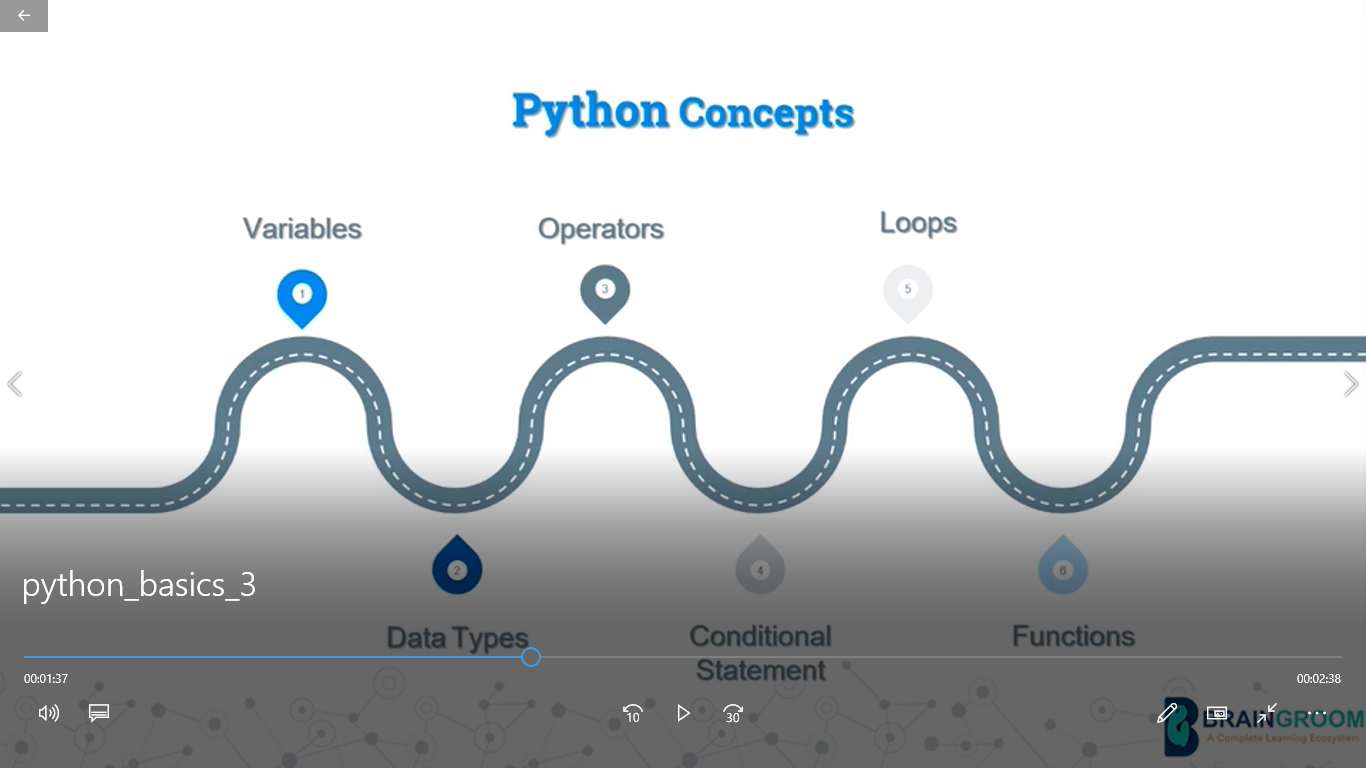 Python Concepts
Variables
Operators
Loops
1
3
5
2
4
6
python_basics_3
Data Types
Conditional
Statement
Functions
00:01:37
00:02:38
10
30
BRAINGROOM
A Complete Learning Ecosystem